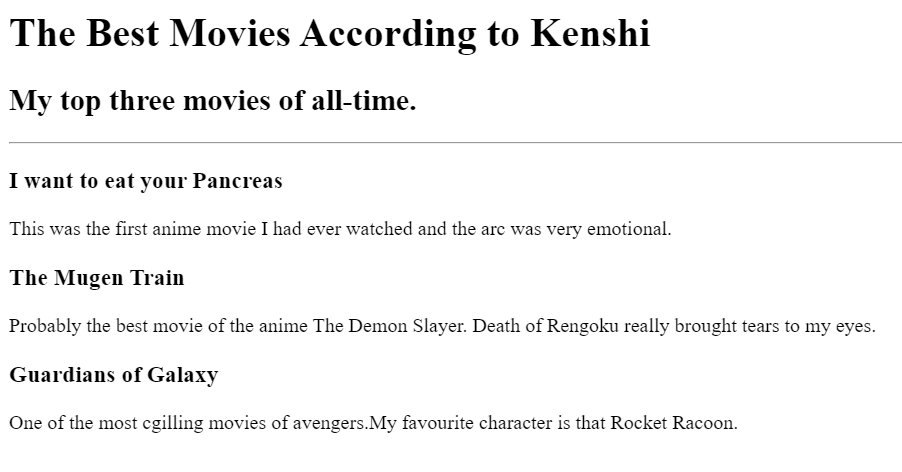 The Best Movies According to Kenshi
My top three movies of all-time.
I want to eat your Pancreas
This was the first anime movie I had ever watched and the arc was very emotional.
The Mugen Train
Probably the best movie of the anime The Demon Slayer. Death of Rengoku really brought tears to my eyes.
Guardians of Galaxy
One of the most cgilling movies of avengers.My favourite character is that Rocket Racoon.